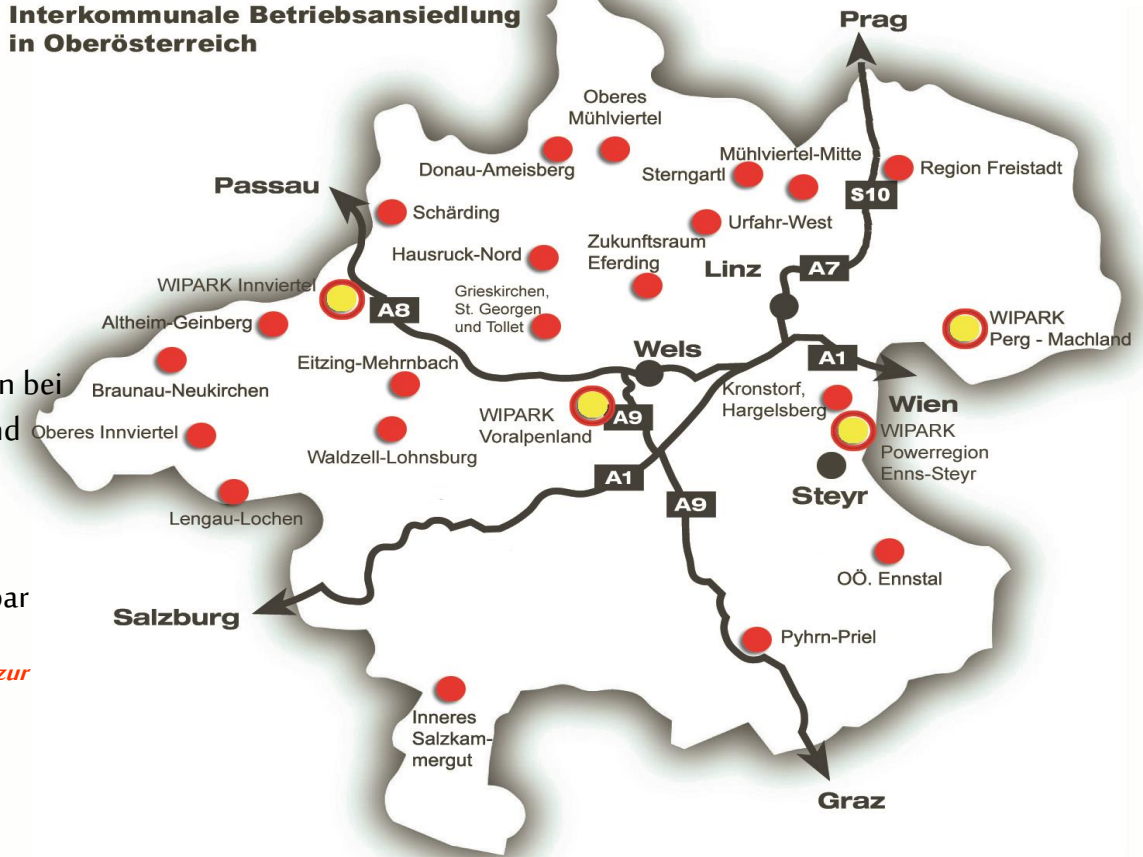 Interkommunale Betriebsansiedlung
in Oberösterreich
Prag
Oberes
Mühlviertel
Donau-Ameisberg
Mühlviertel-Mitte
Sterngartl
Region Freistadt
Passau
S10
Schärding
Urfahr-West
Hausruck-Nord
Zukunftsraum
Eferding
Linz
A7
WIPARK Innviertel
Grieskirchen,
St. Georgen
und Tollet
A8
Altheim-Geinberg
WIPARK
Perg - Machland
Wels
A1
Eitzing-Mehrnbach
Braunau-Neukirchen
n bei
Kronstorf,
Hargelsberg
Wien
WIPARK
Voralpenland
A9
nd
Oberes Innviertel
WIPARK
Powerregion
Enns-Steyr
Waldzell-Lohnsburg
A1
Steyr
A9
Lengau-Lochen
OÖ. Ennstal
bar
Salzburg
Pyhrn-Priel
zur
Inneres
Salzkam-
mergut
Graz